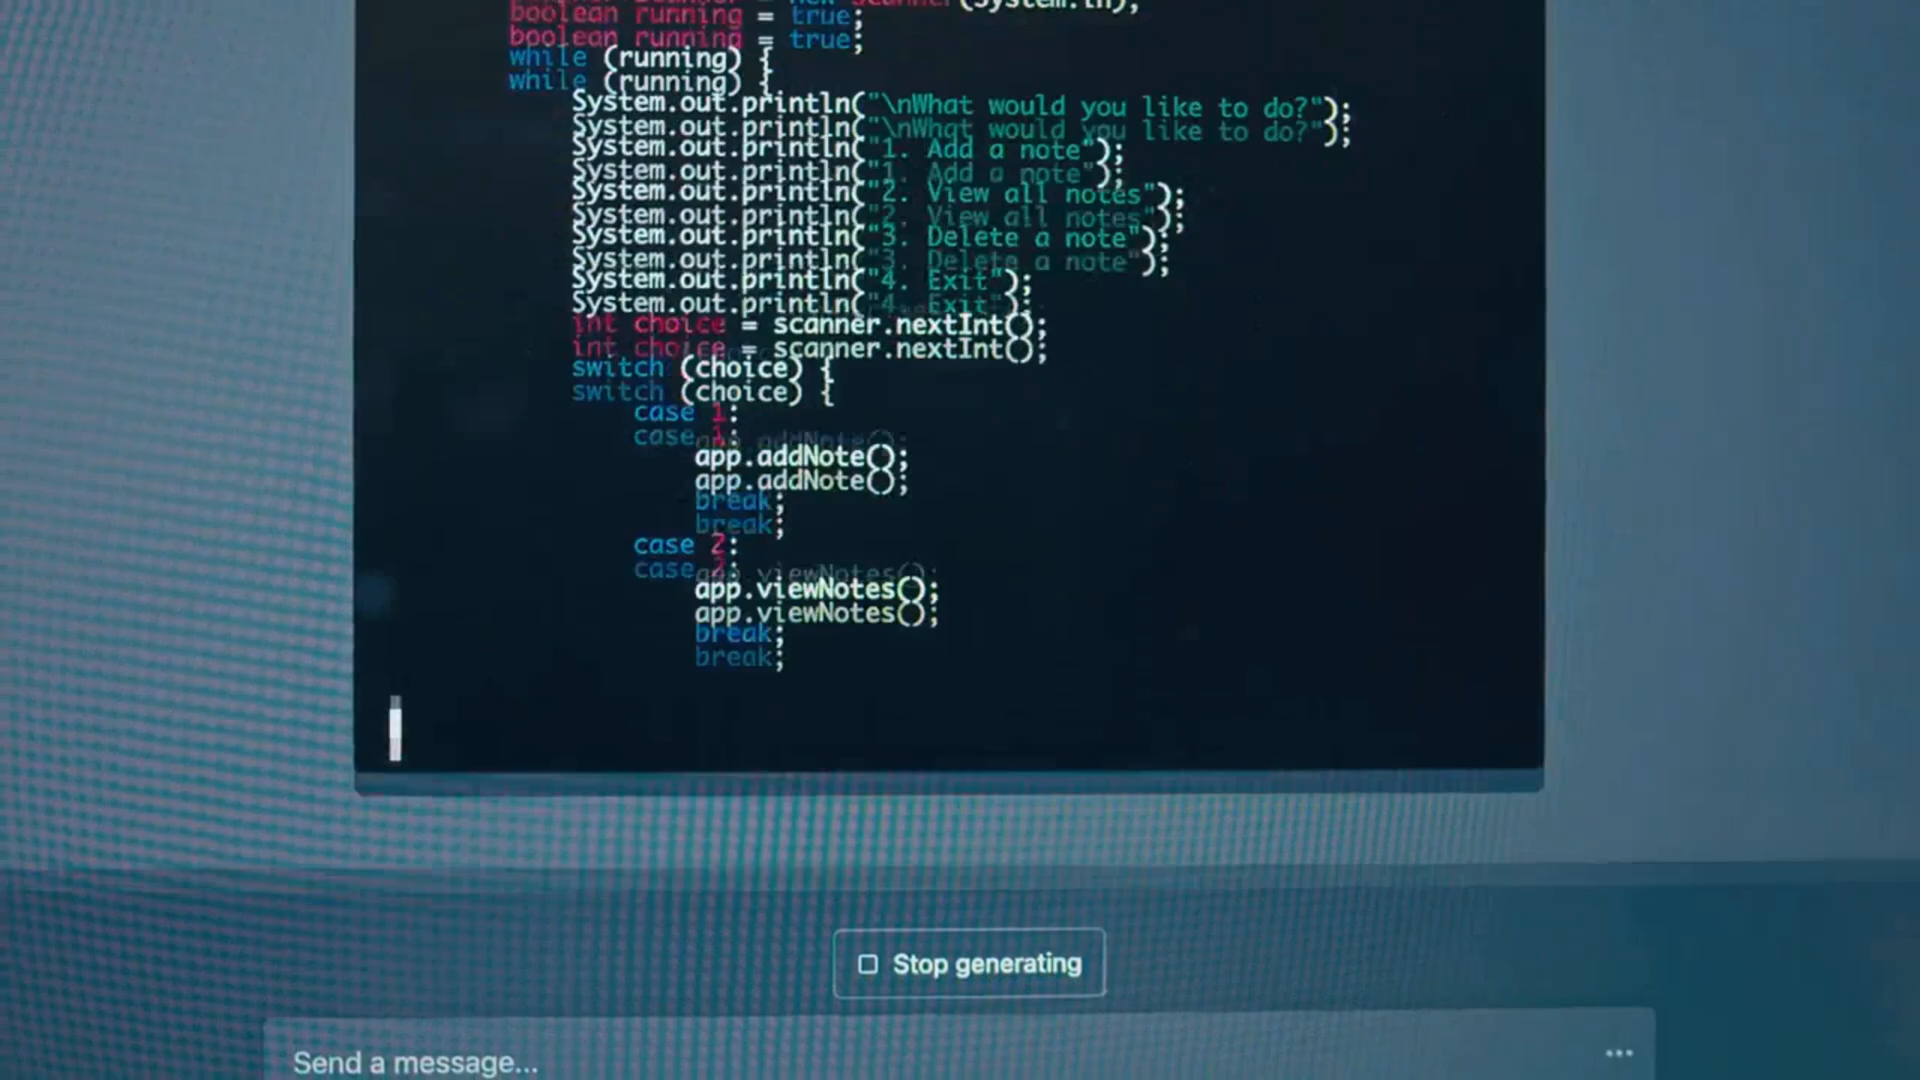 = new Scanner(System.in);
boolean running = true;
boolean running = true;
while (running) {
while (running) {
System.out.println("\nWhat would you like to do?");
System.out.println("\nWhat would you like to do?");
System.out.println("1. Add a note");
System.out.println("1. Add a note");
System.out.println("2. View all notes");
System.out.println("2. View all notes");
System.out.println("3. Delete a note");
System.out.println("3. Delete a note");
System.out.println("4. Exit");
System.out.println("4. Exit");
int choice = scanner.nextInt();
int choice = scanner.nextInt();
switch (choice) {
switch (choice) {
case 1:
case 1:
app.addNote();
app.addNote();
break;
break;
case 2:
case 2:
app.viewNotes();
app.viewNotes();
break;
break;
Stop generating
Send a message...